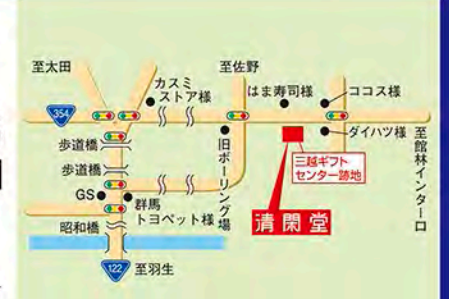 至太田
至佐野
カスミ
ストア様
はま寿司様
ココス様
354
歩道橋
ダイハツ様
歩道橋
旧ボーリング場
三越ギフト
センター跡地
至館林インター口
GS
群馬
トヨペット様
清閑堂
昭和橋
122
至羽生